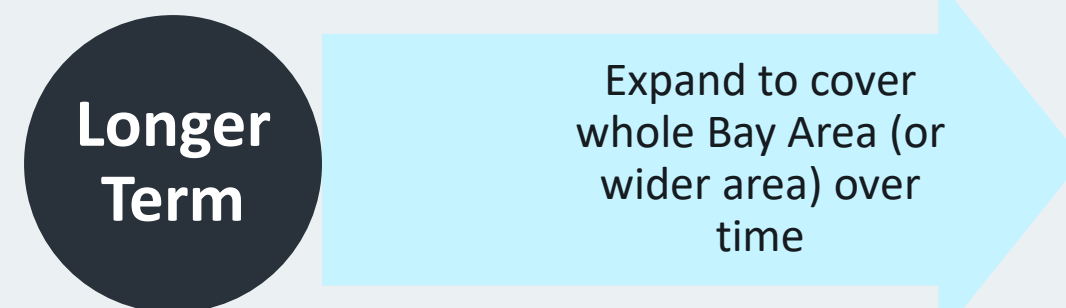 Longer
Term
Expand to cover
whole Bay Area (or
wider area) over
time